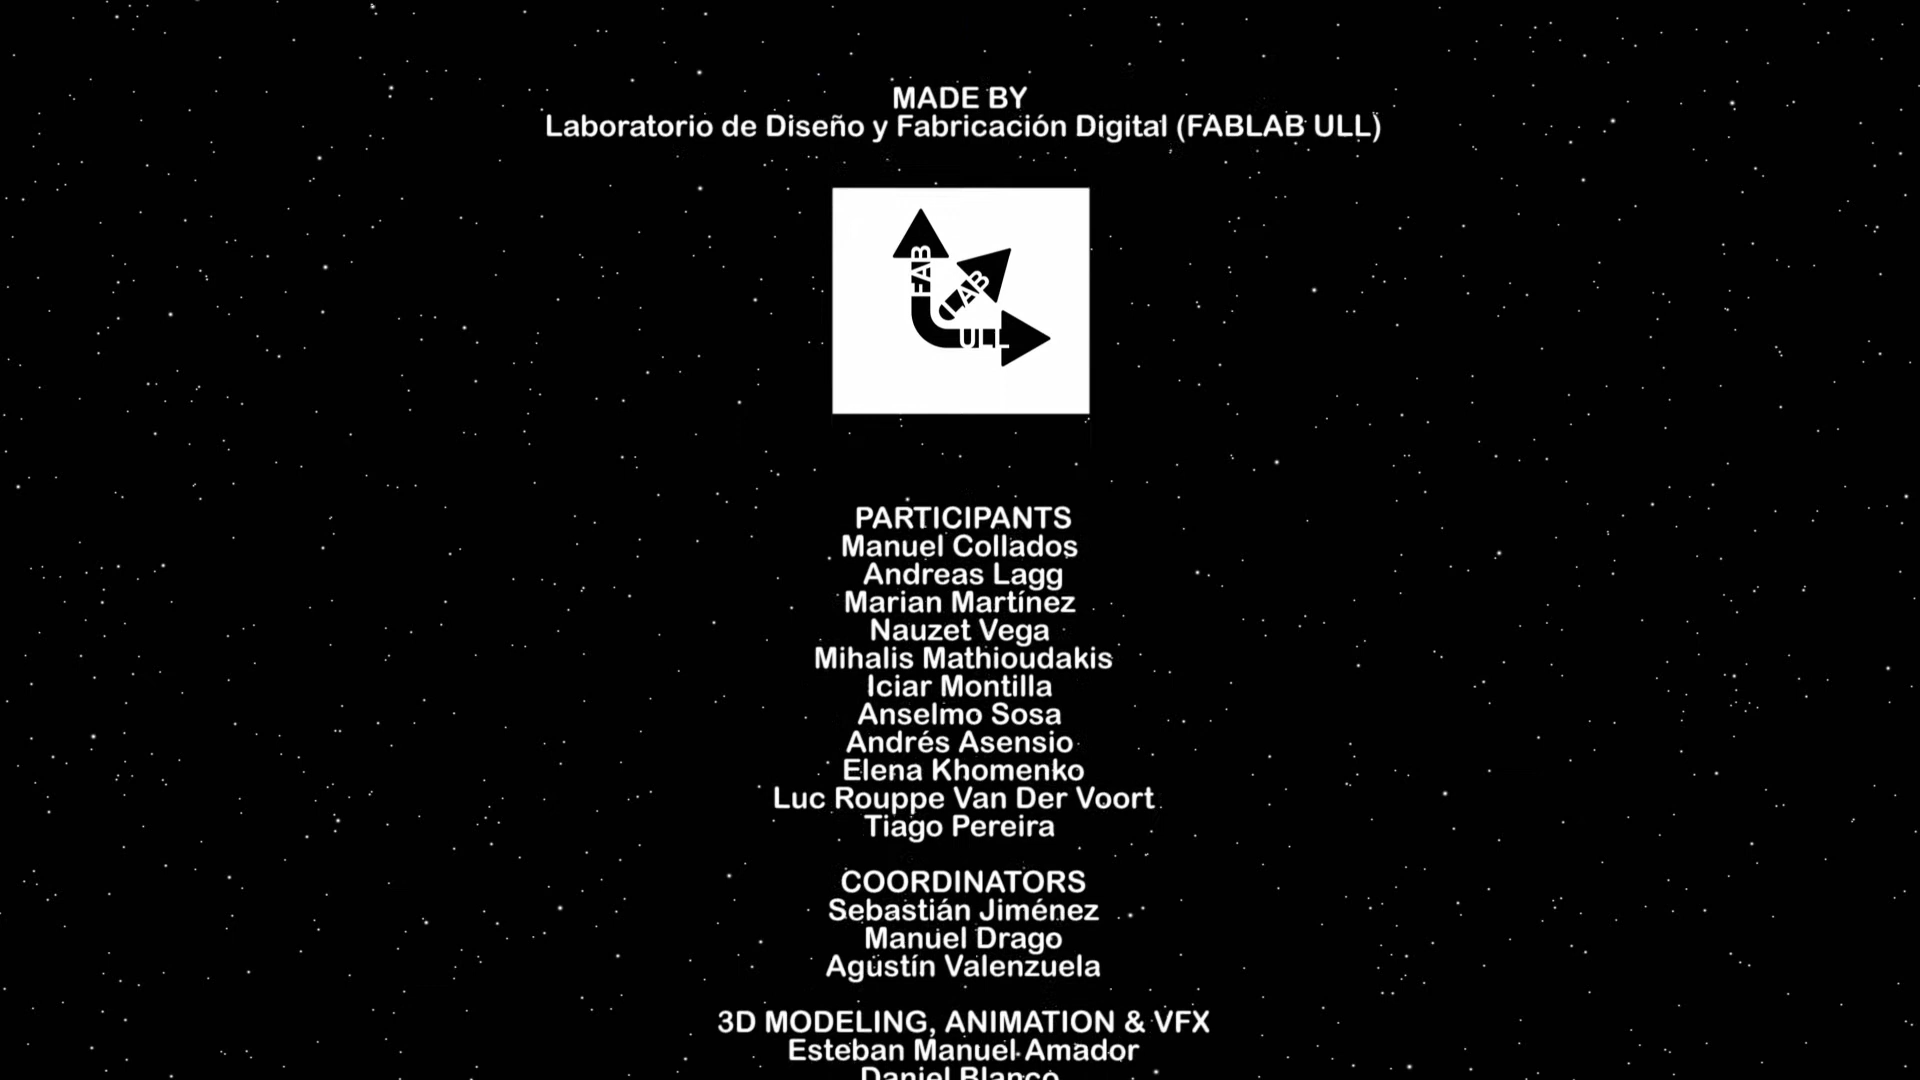 MADE BY
Laboratorio de Diseño y Fabricación Digital (FABLAB ULL)
FAB
LAB
ULL
PARTICIPANTS
Manuel Collados
Andreas Lagg
Marian Martínez
Nauzet Vega
Mihalis Mathioudakis
Iciar Montilla
Anselmo Sosa
Andrés Asensio
Elena Khomenko
Luc Rouppe Van Der Voort
Tiago Pereira
COORDINATORS
Sebastián Jiménez
Manuel Drago
Agustín Valenzuela
3D MODELING, ANIMATION & VFX
Esteban Manuel Amador
Daniel Blanco